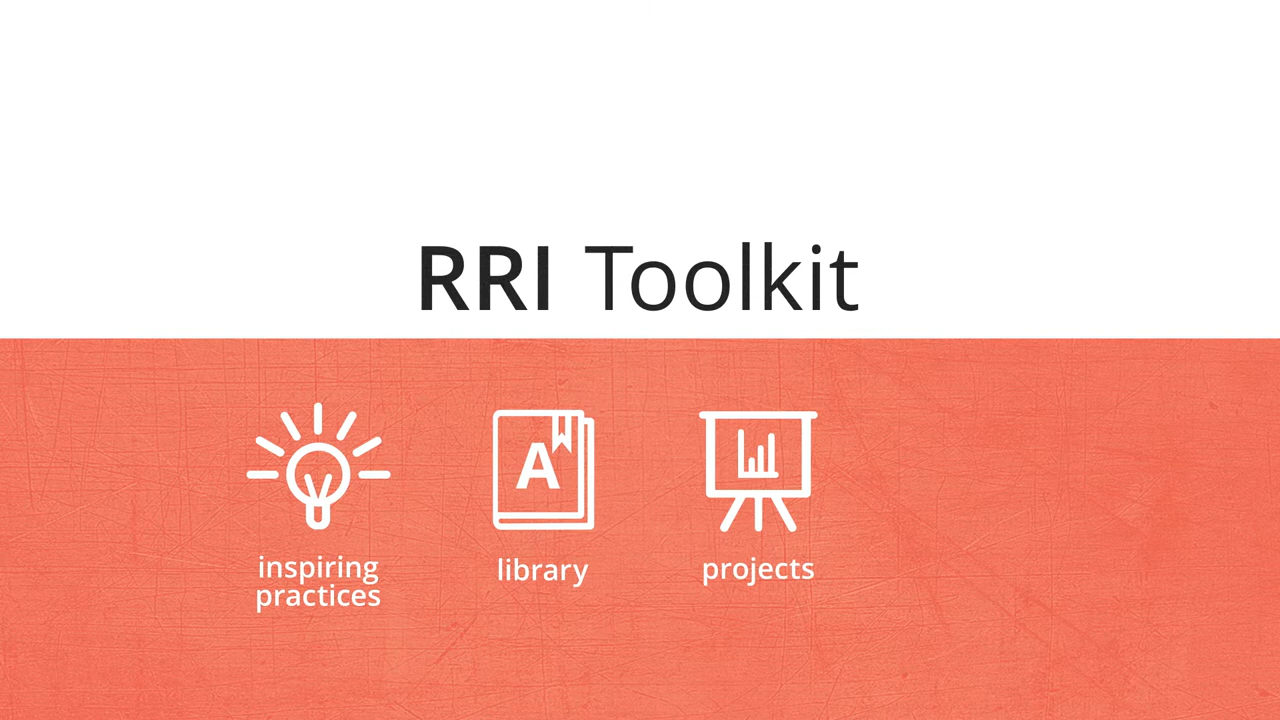 RRI Toolkit
A
inspiring
practices
library
projects